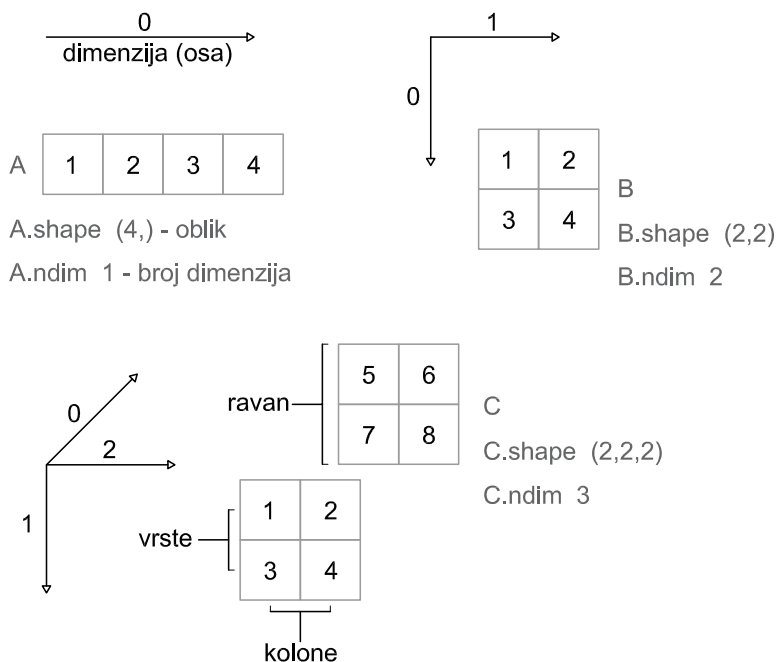 0
dimenzija (osa)
A 1 2 3 4
A.shape (4,) - oblik
A.ndim 1 - broj dimenzija
1
0
1 2
3 4
B
B.shape (2,2)
B.ndim 2
0
2
1
ravan
5 6
7 8
C
C.shape (2,2,2)
C.ndim 3
vrste
1 2
3 4
kolone